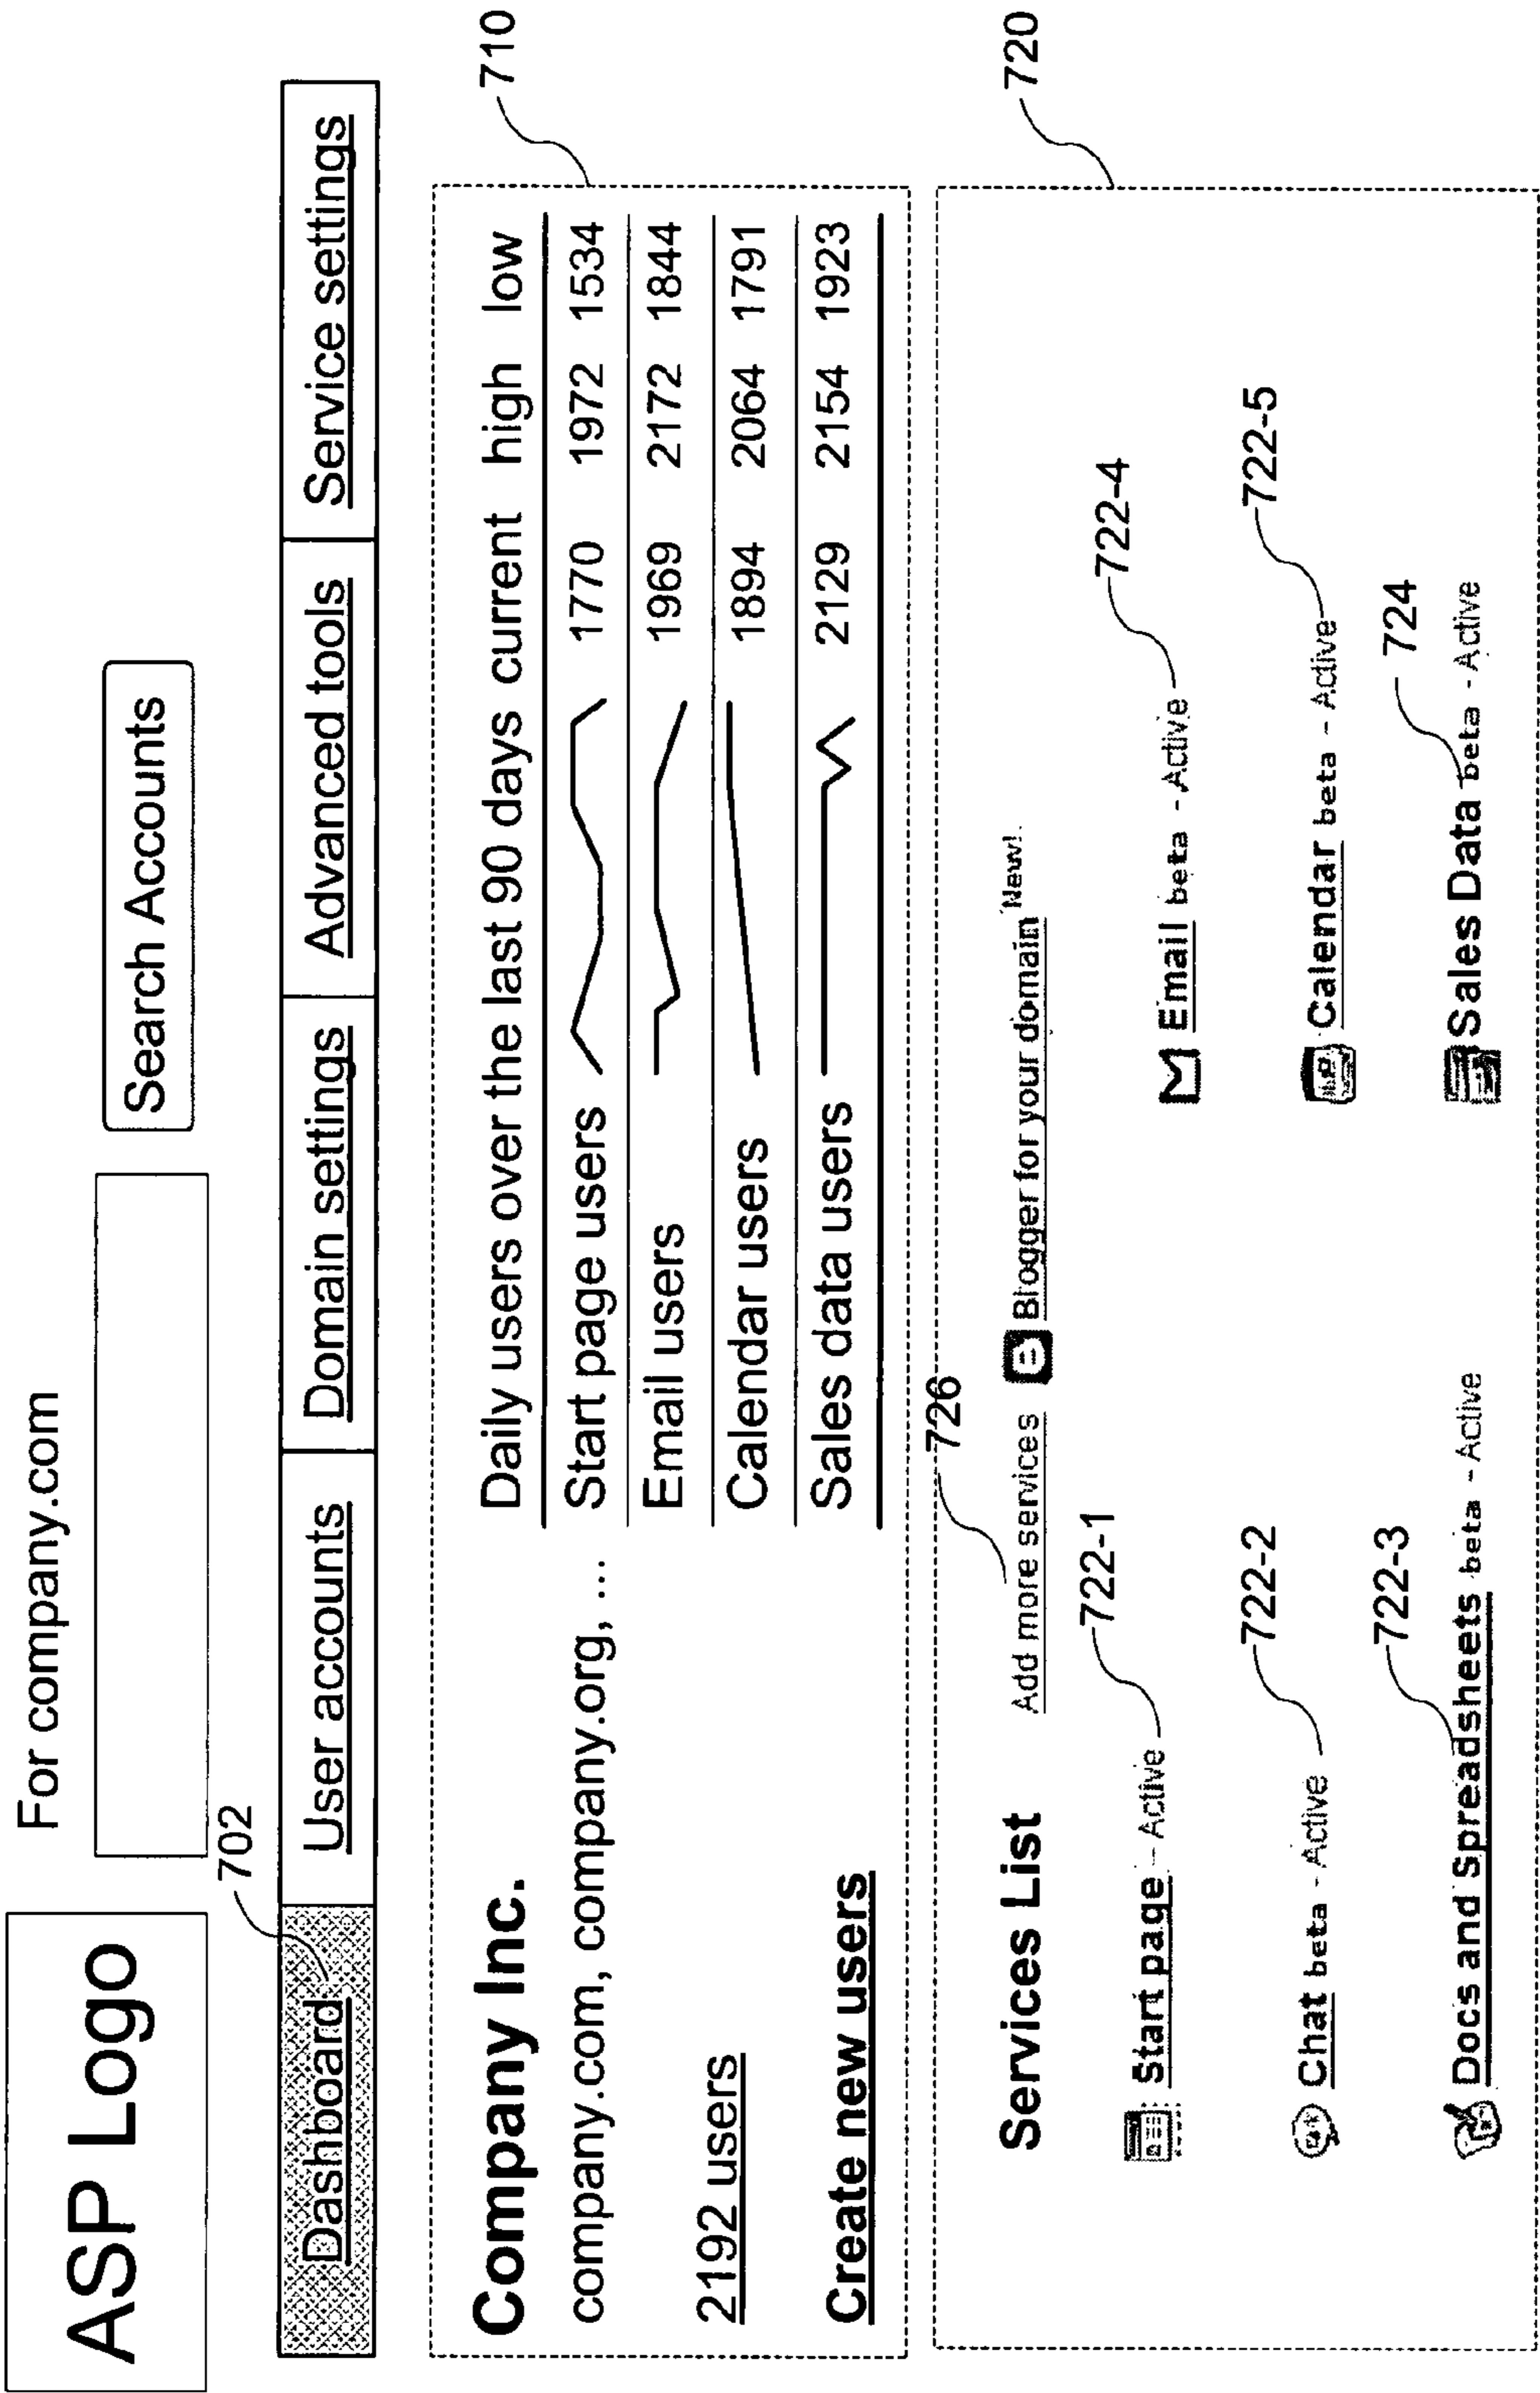 ASP Logo
For company.com
Search Accounts
702
Dashboard User accounts Domain settings Advanced tools Service settings
710
Company Inc. Daily users over the last 90 days current high low
company.com, company.org, ... Start page users 1770 1972 1534
Email users 1969 2172 1844
2192 users Calendar users 1894 2064 1791
Create new users Sales data users 2129 2154 1923
726 720
Services List Add more services Blogger for your domain New!
722-1 722-4
Start page - Active Email beta - Active
722-2 722-5
Chat beta - Active Calendar beta - Active
722-3 724
Docs and Spreadsheets beta - Active Sales Data beta - Active